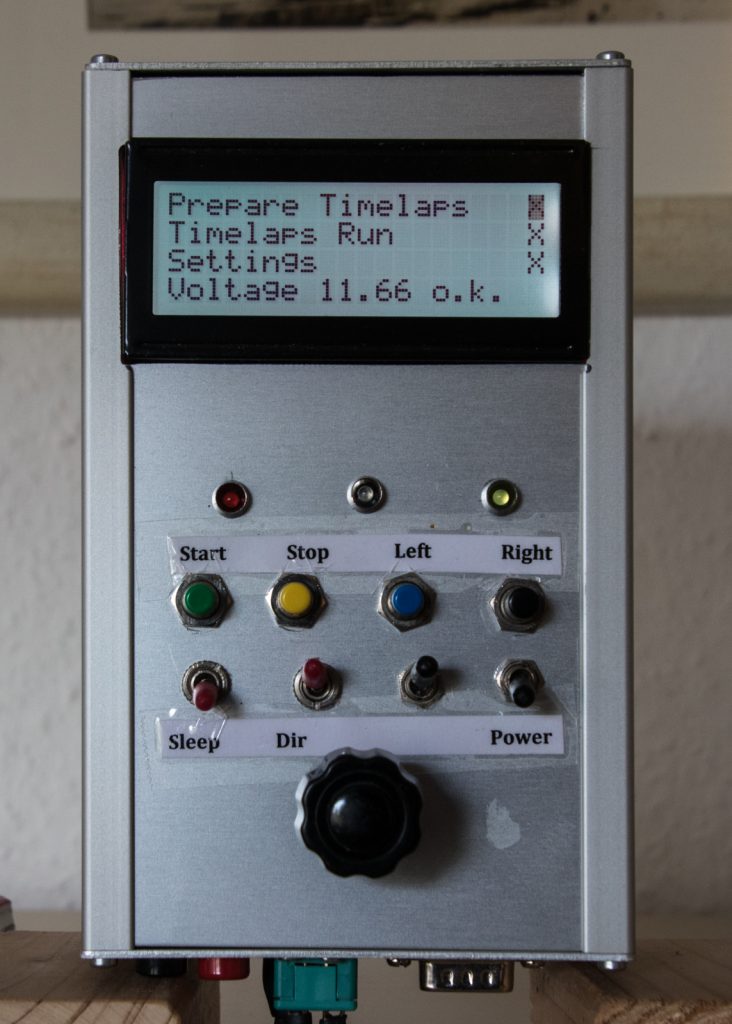 Prepare Timelaps X
Timelaps Run X
Settings X
Voltage 11.66 o.k.
Start Stop Left Right
Sleep Dir Power